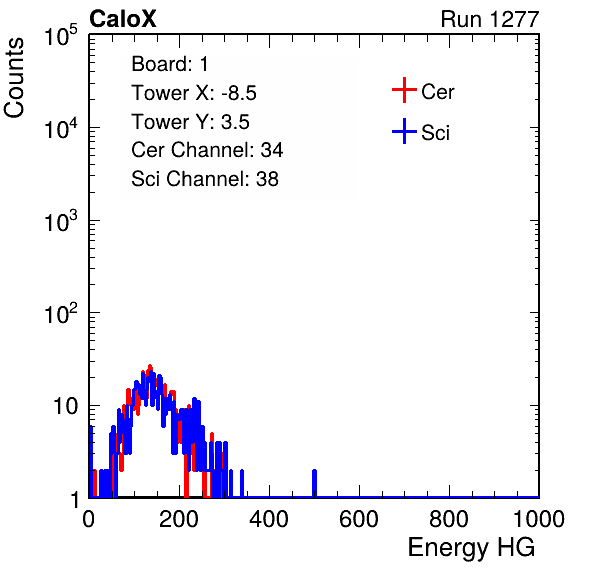 CaloX Run 1277
Counts
10^5
10^4
10^3
10^2
10
1
Board: 1
Tower X: -8.5
Tower Y: 3.5
Cer Channel: 34
Sci Channel: 38
Cer
Sci
0 200 400 600 800 1000
Energy HG